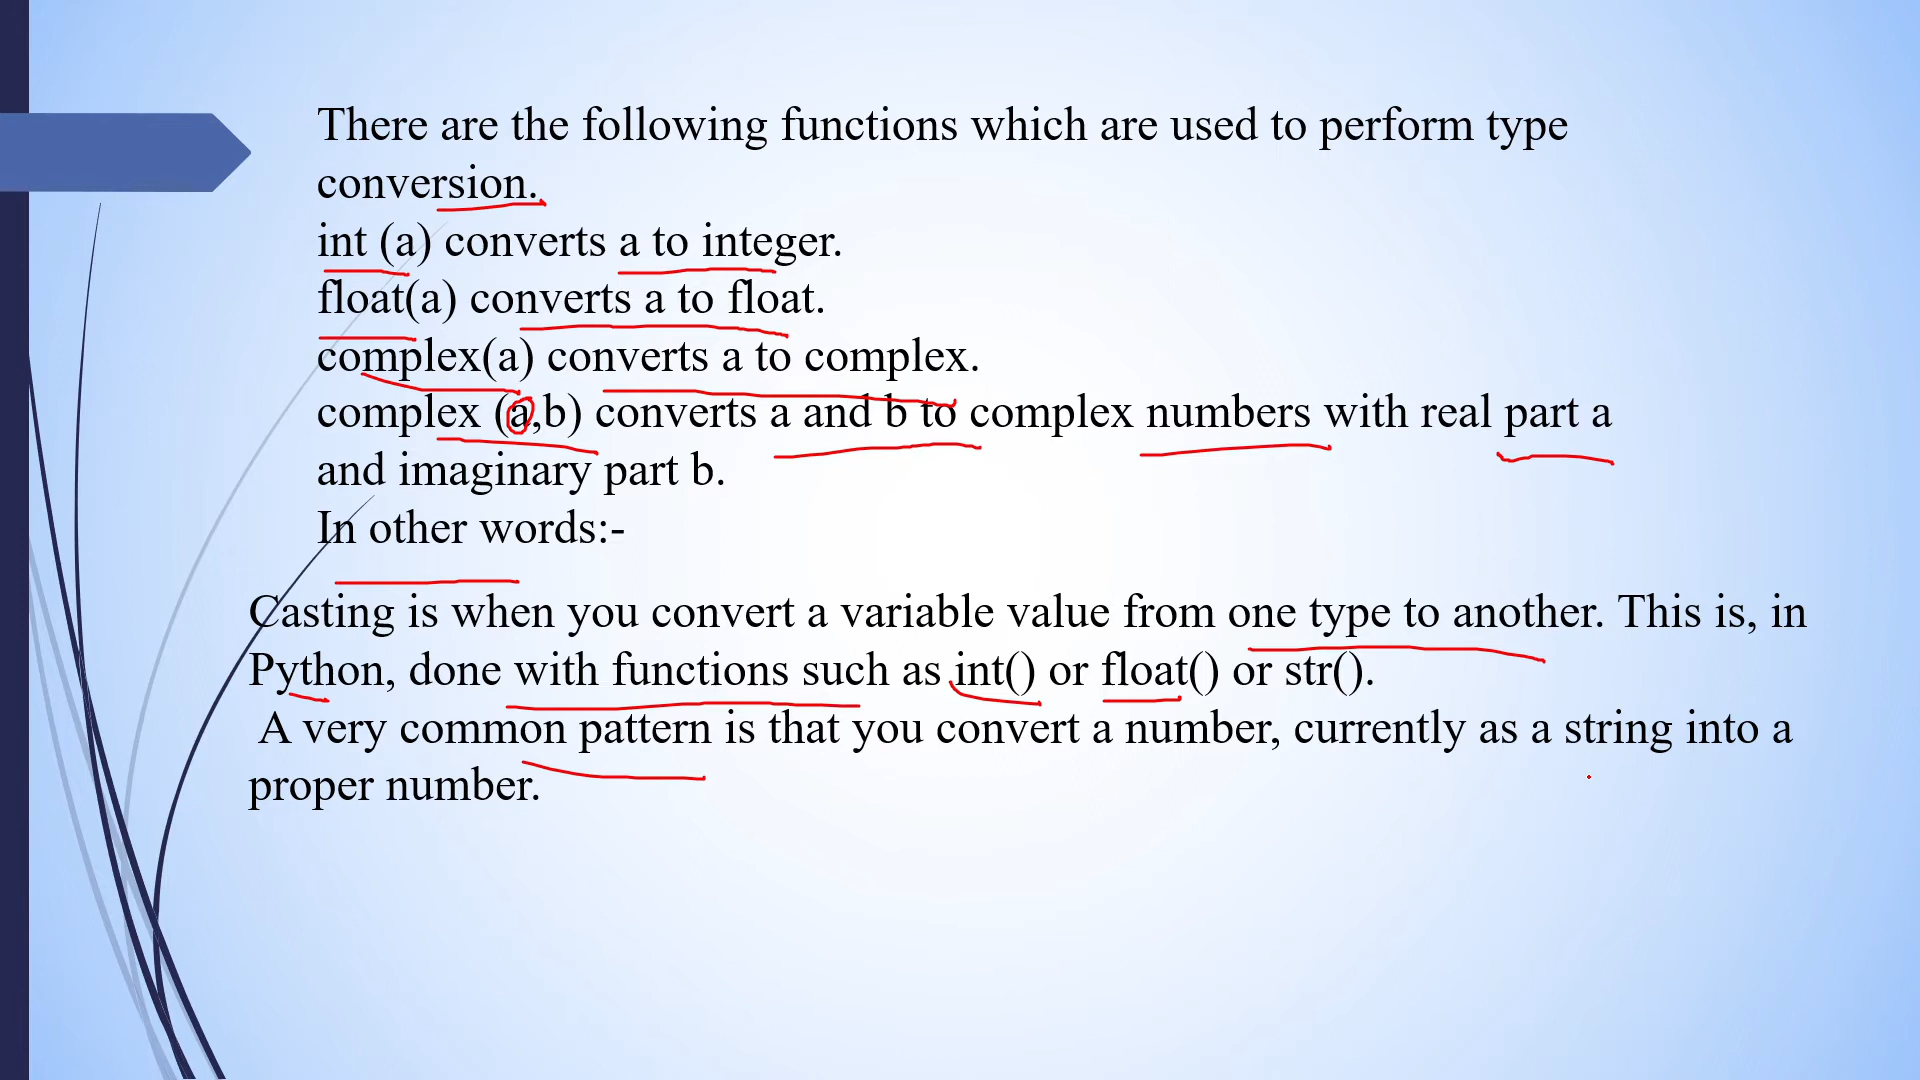 There are the following functions which are used to perform type
conversion.
int (a) converts a to integer.
float(a) converts a to float.
complex(a) converts a to complex.
complex (a,b) converts a and b to complex numbers with real part a
and imaginary part b.
In other words:-
Casting is when you convert a variable value from one type to another. This is, in
Python, done with functions such as int() or float() or str().
A very common pattern is that you convert a number, currently as a string into a
proper number.